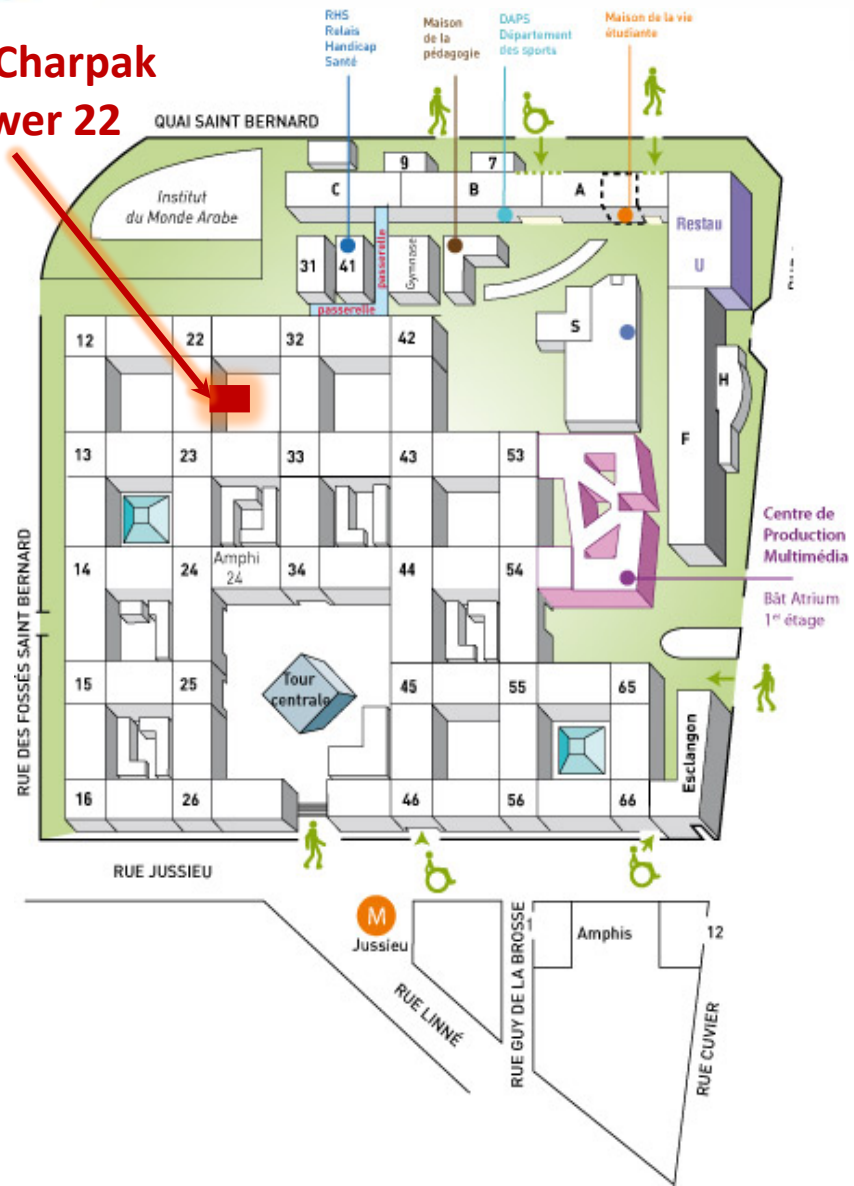 Charpak
wer 22
RHS
Relais
Handicap
Santé
Maison
de la
pédagogie
DAPS
Département
des sports
Maison de la vie
étudiante
QUAI SAINT BERNARD
Institut
du Monde Arabe
9
7
C
B
A
Restau
U
31
41
passerelle
Gymnase
passerelle
S
H
F
12
22
32
42
13
23
33
43
53
Centre de
Production
Multimédia
Bât Atrium
1er étage
14
24
Amphi
24
34
44
54
RUE DES FOSSÉS SAINT BERNARD
15
25
Tour
centrale
45
55
65
Esclangon
16
26
46
56
66
RUE JUSSIEU
M
Jussieu
RUE LINNÉ
RUE GUY DE LA BROSSE
1
Amphis
12
RUE CUVIER